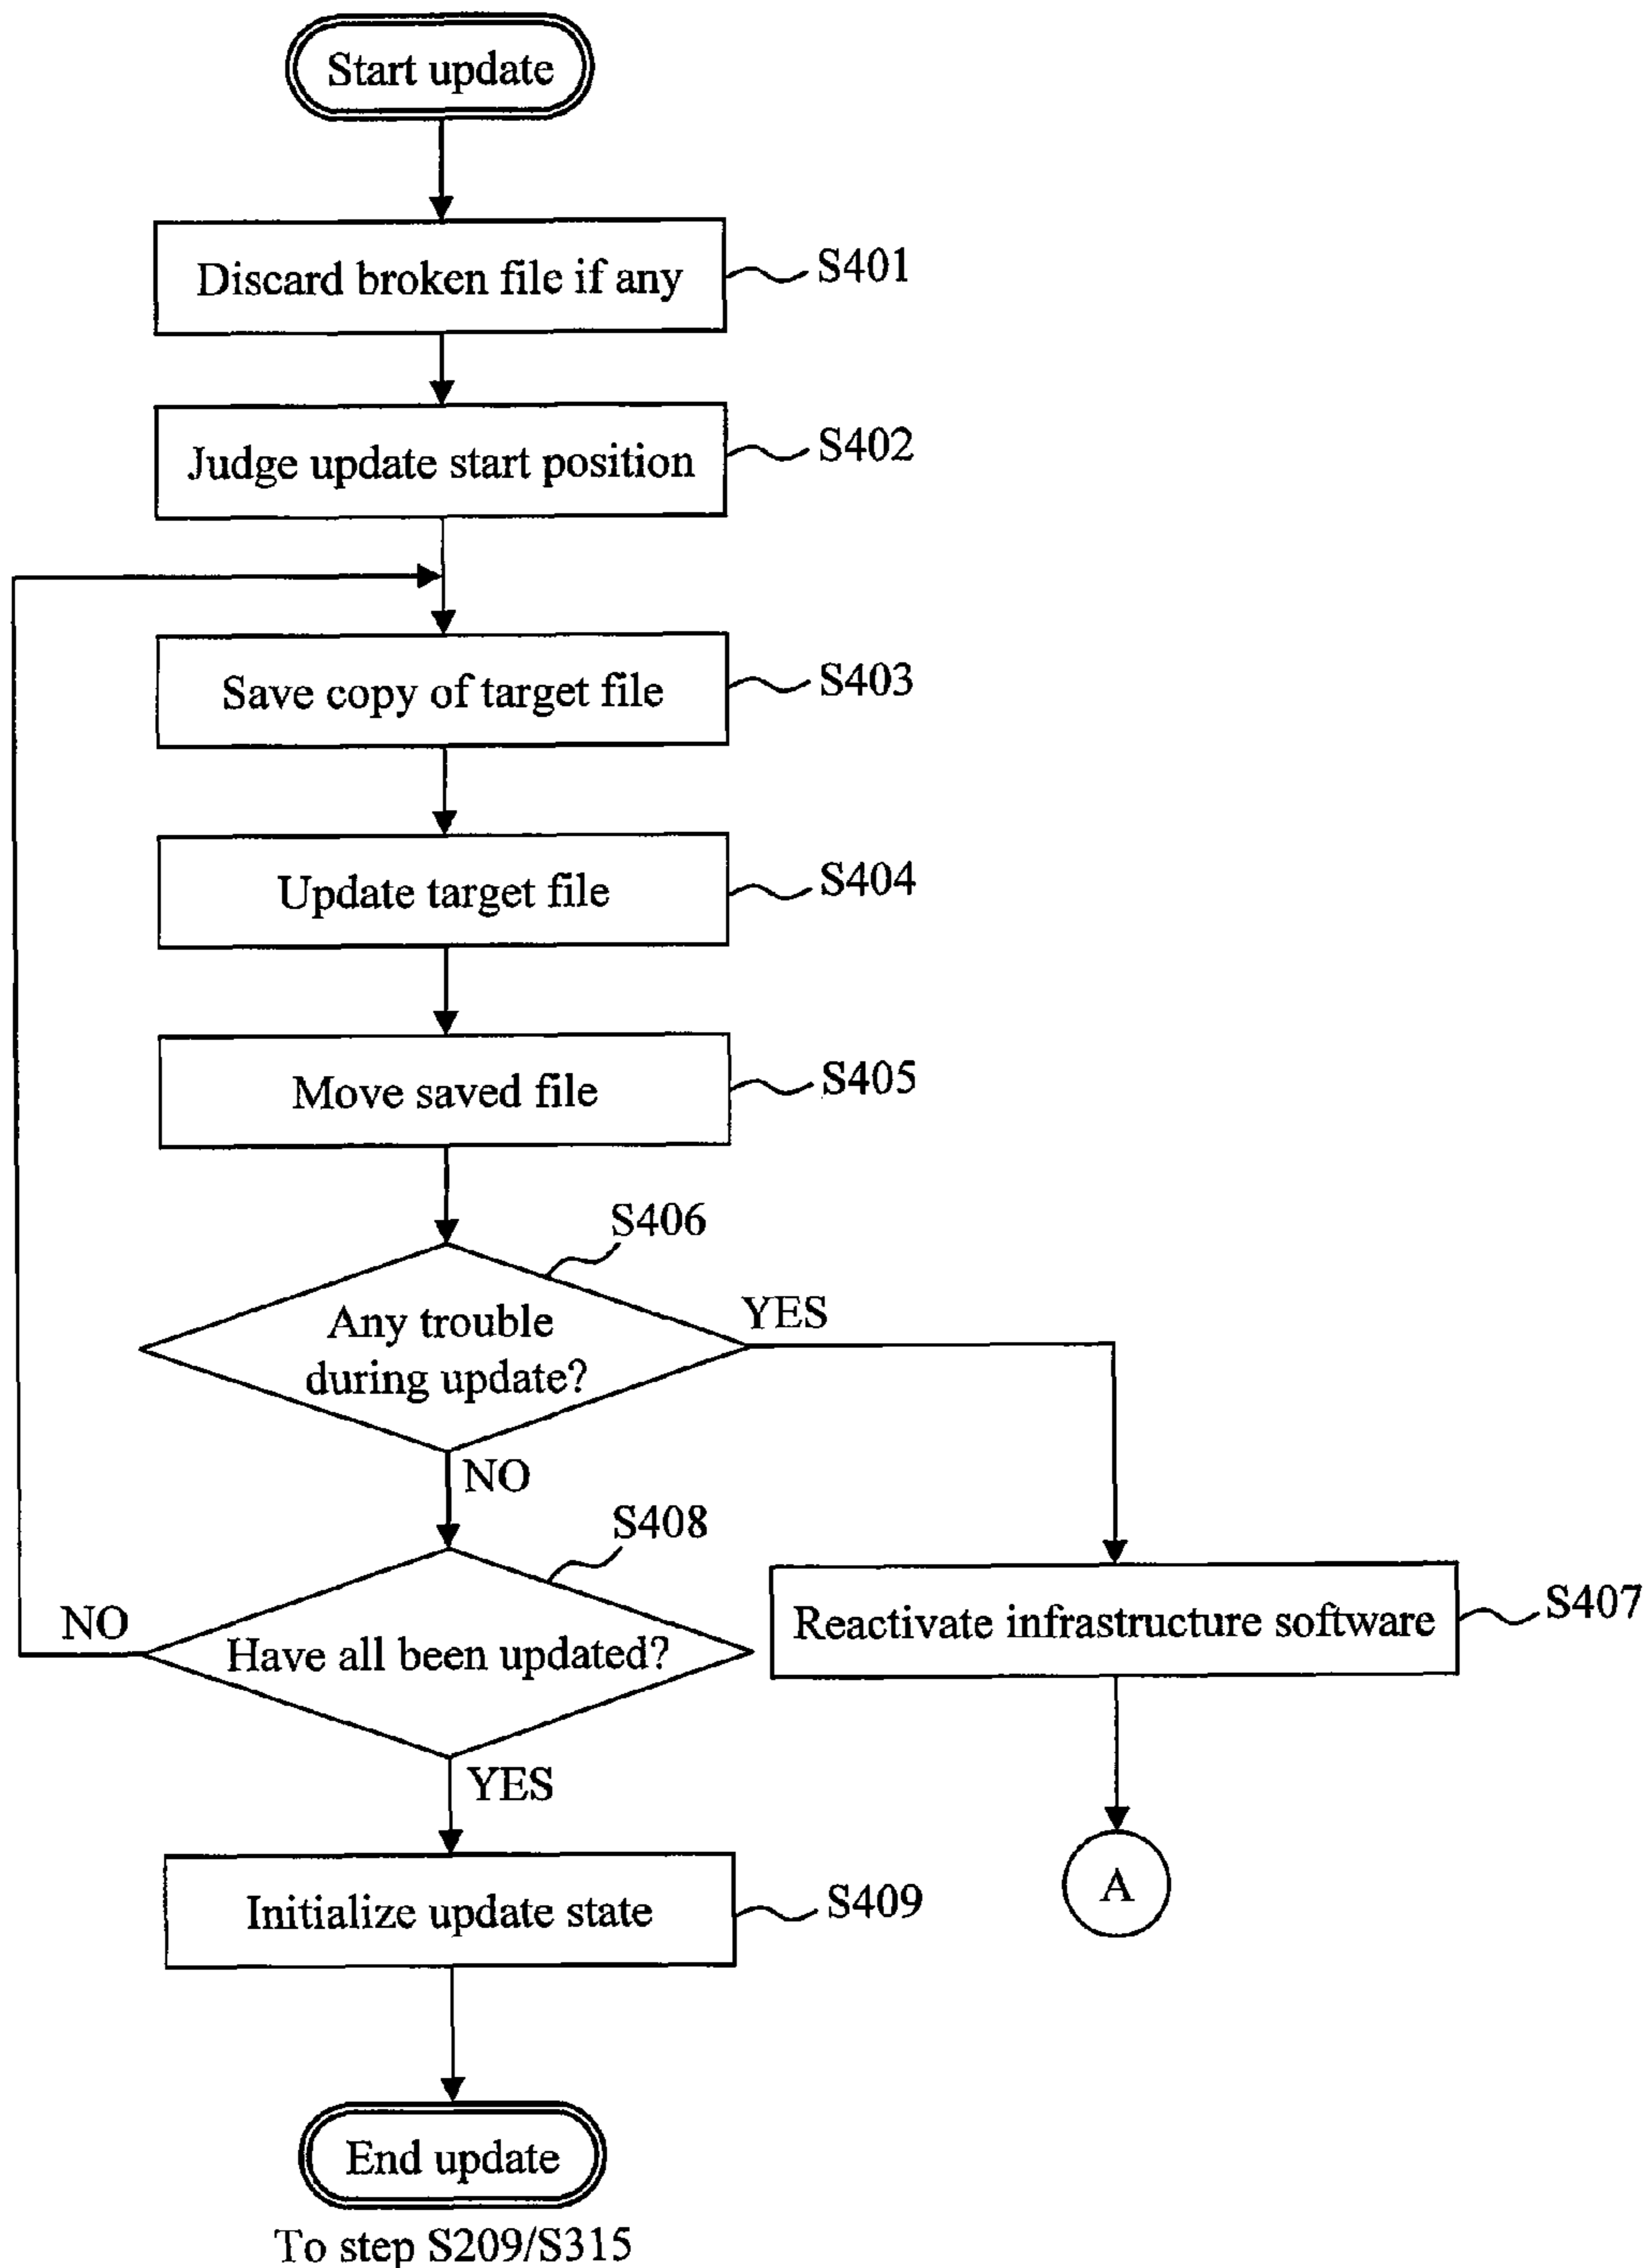 Start update
Discard broken file if any
S401
Judge update start position
S402
Save copy of target file
S403
Update target file
S404
Move saved file
S405
S406
Any trouble
during update?
YES
NO
S408
Have all been updated?
NO
YES
Reactivate infrastructure software
S407
A
Initialize update state
S409
End update
To step S209/S315